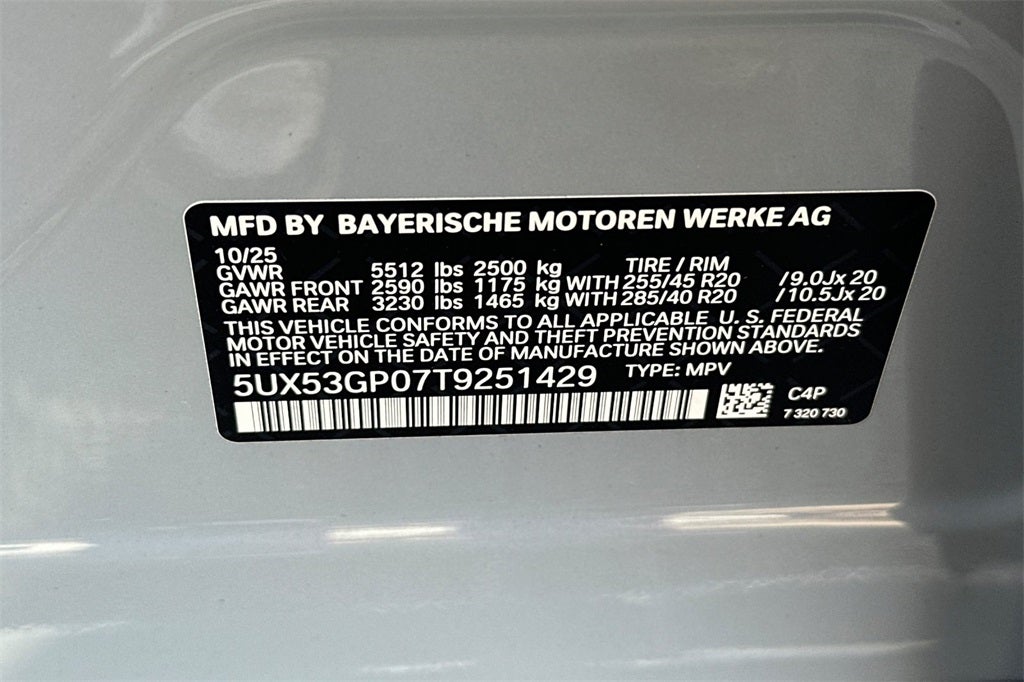 MFD BY BAYERISCHE MOTOREN WERKE AG
10/25
GVWR 5512 lbs 2500 kg TIRE / RIM
GAWR FRONT 2590 lbs 1175 kg WITH 255/45 R20 / 9.0Jx 20
GAWR REAR 3230 lbs 1465 kg WITH 285/40 R20 / 10.5Jx 20
THIS VEHICLE CONFORMS TO ALL APPLICABLE U. S. FEDERAL
MOTOR VEHICLE SAFETY AND THEFT PREVENTION STANDARDS
IN EFFECT ON THE DATE OF MANUFACTURE SHOWN ABOVE.
5UX53GP07T9251429 TYPE: MPV
C4P
7 320 730